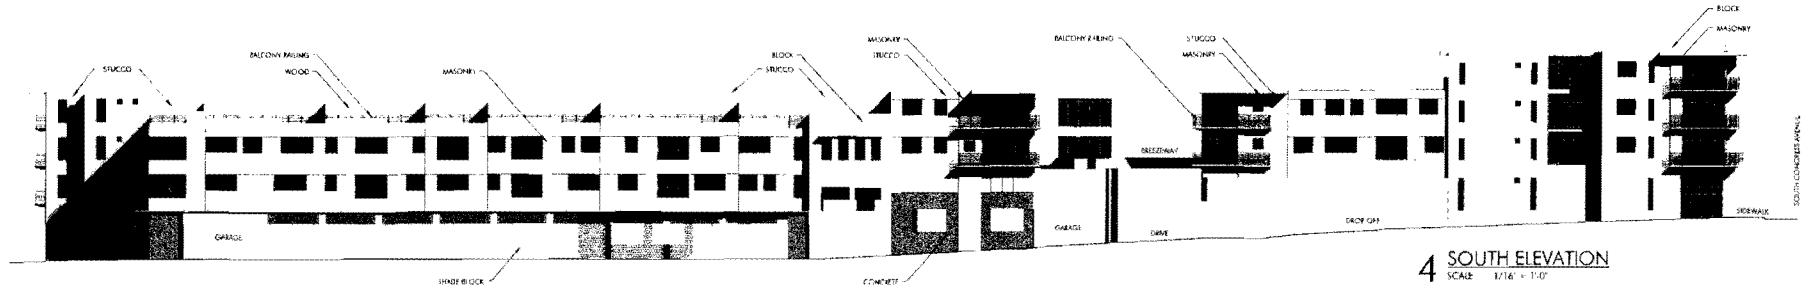 BLOCK
MASONRY
MASONRY
STUCCO
BALCONY RAILING
STUCCO
MASONRY
BALCONY RAILING
WOOD
MASONRY
BLOCK
STUCCO
STUCCO
BREEZEWAY
SOUTH CONGRESS AVENUE
SIDEWALK
GARAGE
GARAGE
DRIVE
DROP OFF
SHADE BLOCK
CONCRETE
4 SOUTH ELEVATION
SCALE 1/16" = 1'-0"